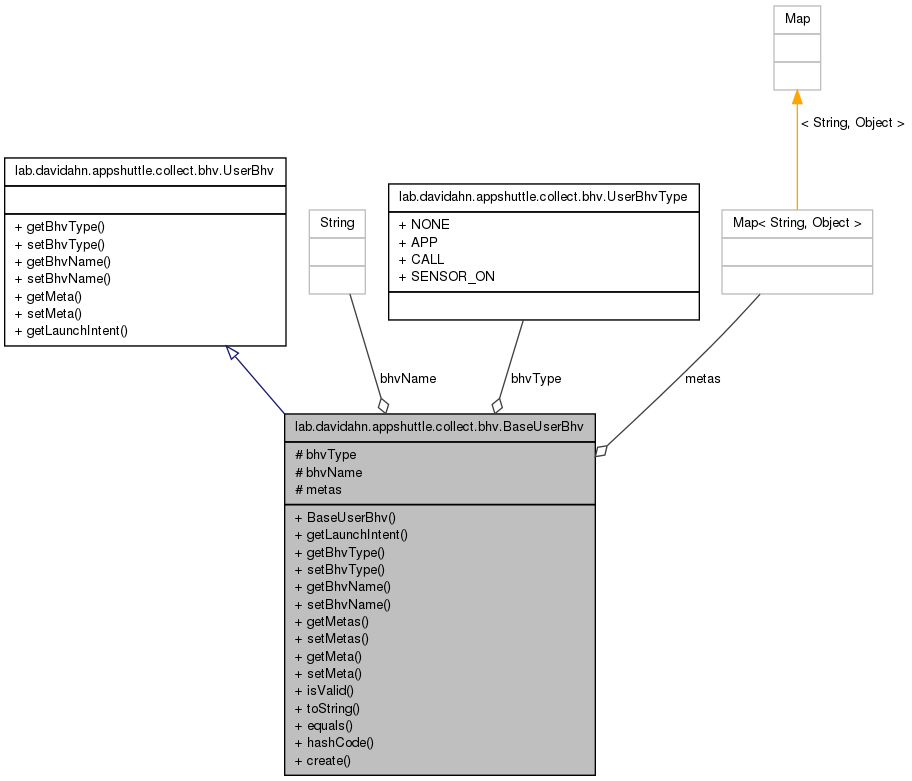 Map
< String, Object >
lab.davidahn.appshuttle.collect.bhv.UserBhv
+ getBhvType()
+ setBhvType()
+ getBhvName()
+ setBhvName()
+ getMeta()
+ setMeta()
+ getLaunchIntent()
String
lab.davidahn.appshuttle.collect.bhv.UserBhvType
+ NONE
+ APP
+ CALL
+ SENSOR_ON
Map< String, Object >
bhvName
bhvType
metas
lab.davidahn.appshuttle.collect.bhv.BaseUserBhv
# bhvType
# bhvName
# metas
+ BaseUserBhv()
+ getLaunchIntent()
+ getBhvType()
+ setBhvType()
+ getBhvName()
+ setBhvName()
+ getMetas()
+ setMetas()
+ getMeta()
+ setMeta()
+ isValid()
+ toString()
+ equals()
+ hashCode()
+ create()